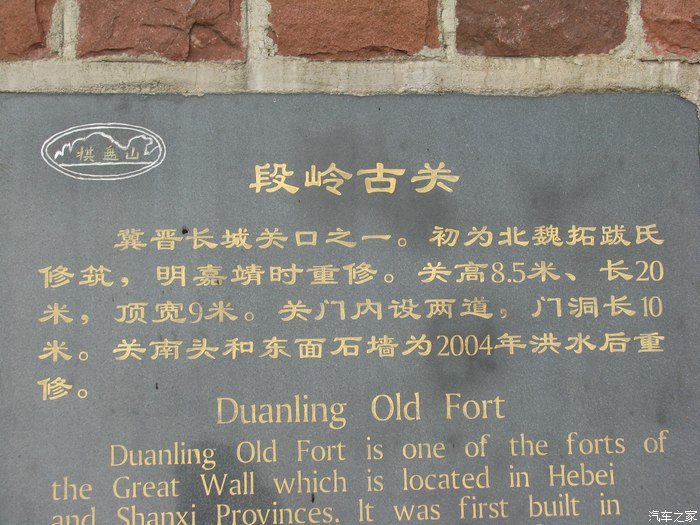 棋盘山
段岭古关
冀晋长城关口之一。初为北魏拓跋氏
修筑，明嘉靖时重修。关高8.5米、长20
米，顶宽9米。关门内设两道，门洞长10
米。关南头和东面石墙为2004年洪水后重
修。
Duanling Old Fort
Duanling Old Fort is one of the forts of
the Great Wall which is located in Hebei
and Shanxi Provinces. It was first built in
汽车之家